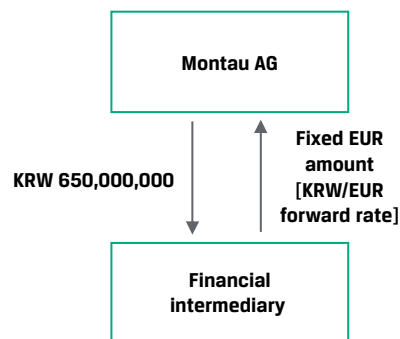 Montau AG
KRW 650,000,000
Fixed EUR
amount
[KRW/EUR
forward rate]
Financial
intermediary